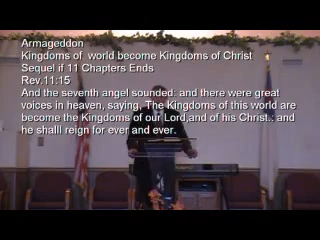 Armageddon
Kingdoms of  world become Kingdoms of Christ
Sequel if 11 Chapters Ends
Rev.11:15
And the seventh angel sounded: and there were great
voices in heaven, saying, The Kingdoms of this world are
become the Kingdoms of our Lord,and of his Christ.: and
he shalll reign for ever and ever.